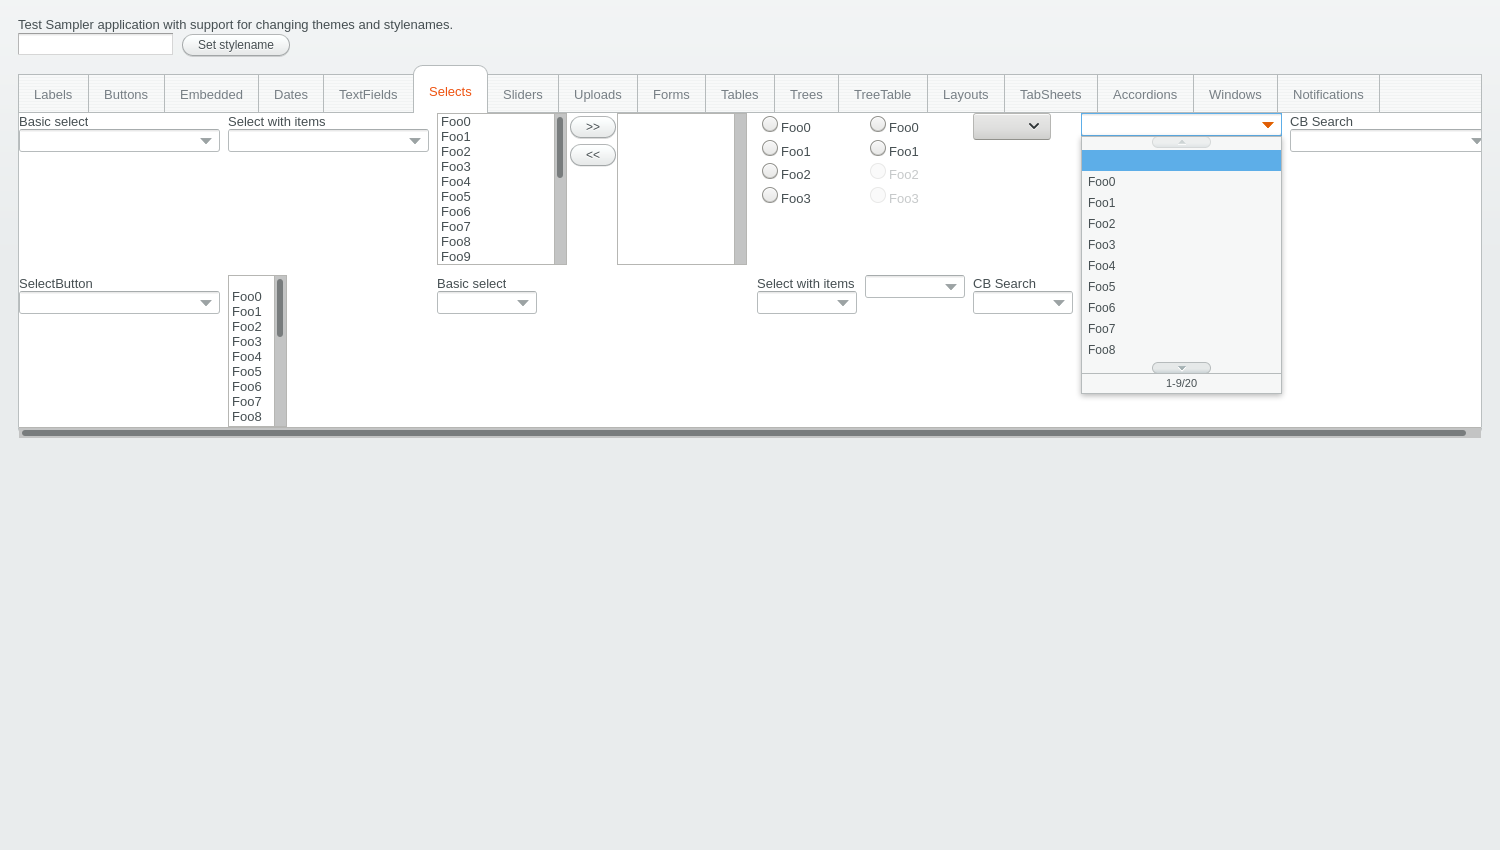 Test Sampler application with support for changing themes and stylenames.
Set stylename
Labels
Buttons
Embedded
Dates
TextFields
Selects
Sliders
Uploads
Forms
Tables
Trees
TreeTable
Layouts
TabSheets
Accordions
Windows
Notifications
Basic select
Select with items
Foo0
Foo1
Foo2
Foo3
Foo4
Foo5
Foo6
Foo7
Foo8
Foo9
>>
<<
Foo0
Foo1
Foo2
Foo3
Foo0
Foo1
Foo2
Foo3
Foo0
Foo1
Foo2
Foo3
Foo4
Foo5
Foo6
Foo7
Foo8
1-9/20
CB Search
SelectButton
Foo0
Foo1
Foo2
Foo3
Foo4
Foo5
Foo6
Foo7
Foo8
Basic select
Select with items
CB Search